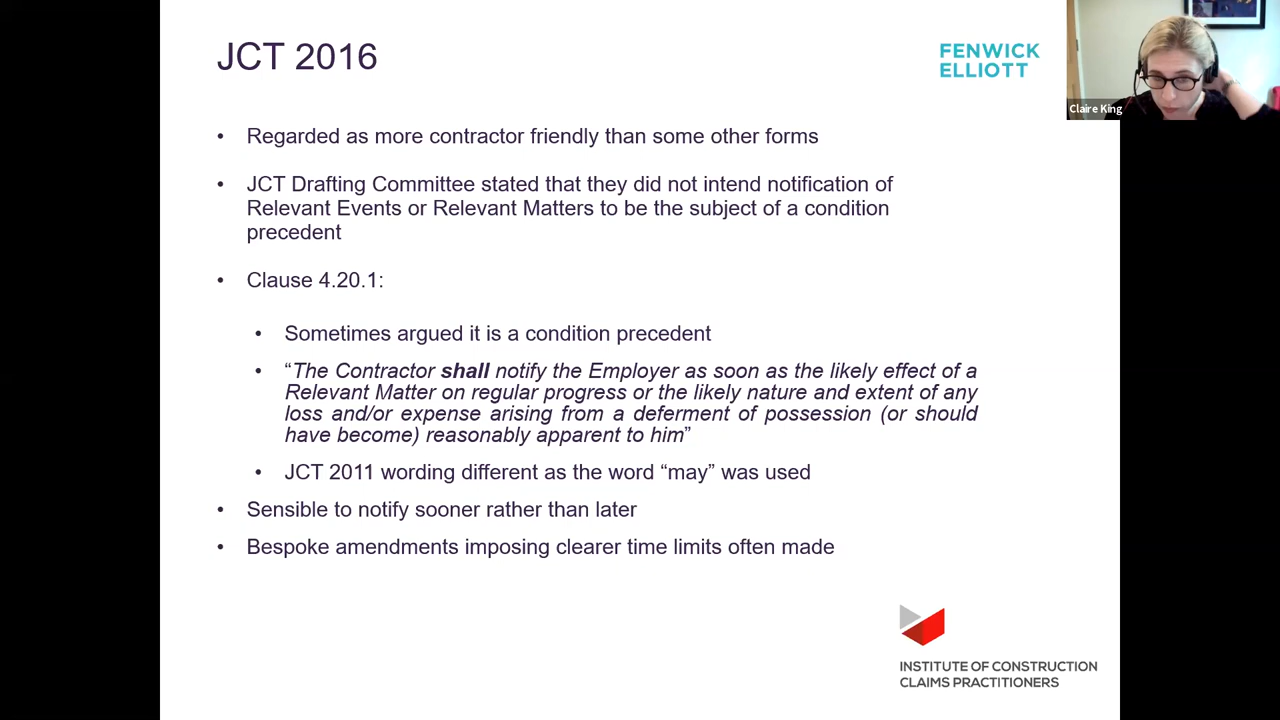 JCT 2016
FENWICK
ELLIOTT
Claire King
• Regarded as more contractor friendly than some other forms
• JCT Drafting Committee stated that they did not intend notification of
Relevant Events or Relevant Matters to be the subject of a condition
precedent
• Clause 4.20.1:
• Sometimes argued it is a condition precedent
• “The Contractor shall notify the Employer as soon as the likely effect of a
Relevant Matter on regular progress or the likely nature and extent of any
loss and/or expense arising from a deferment of possession (or should
have become) reasonably apparent to him”
• JCT 2011 wording different as the word “may” was used
• Sensible to notify sooner rather than later
• Bespoke amendments imposing clearer time limits often made
INSTITUTE OF CONSTRUCTION
CLAIMS PRACTITIONERS